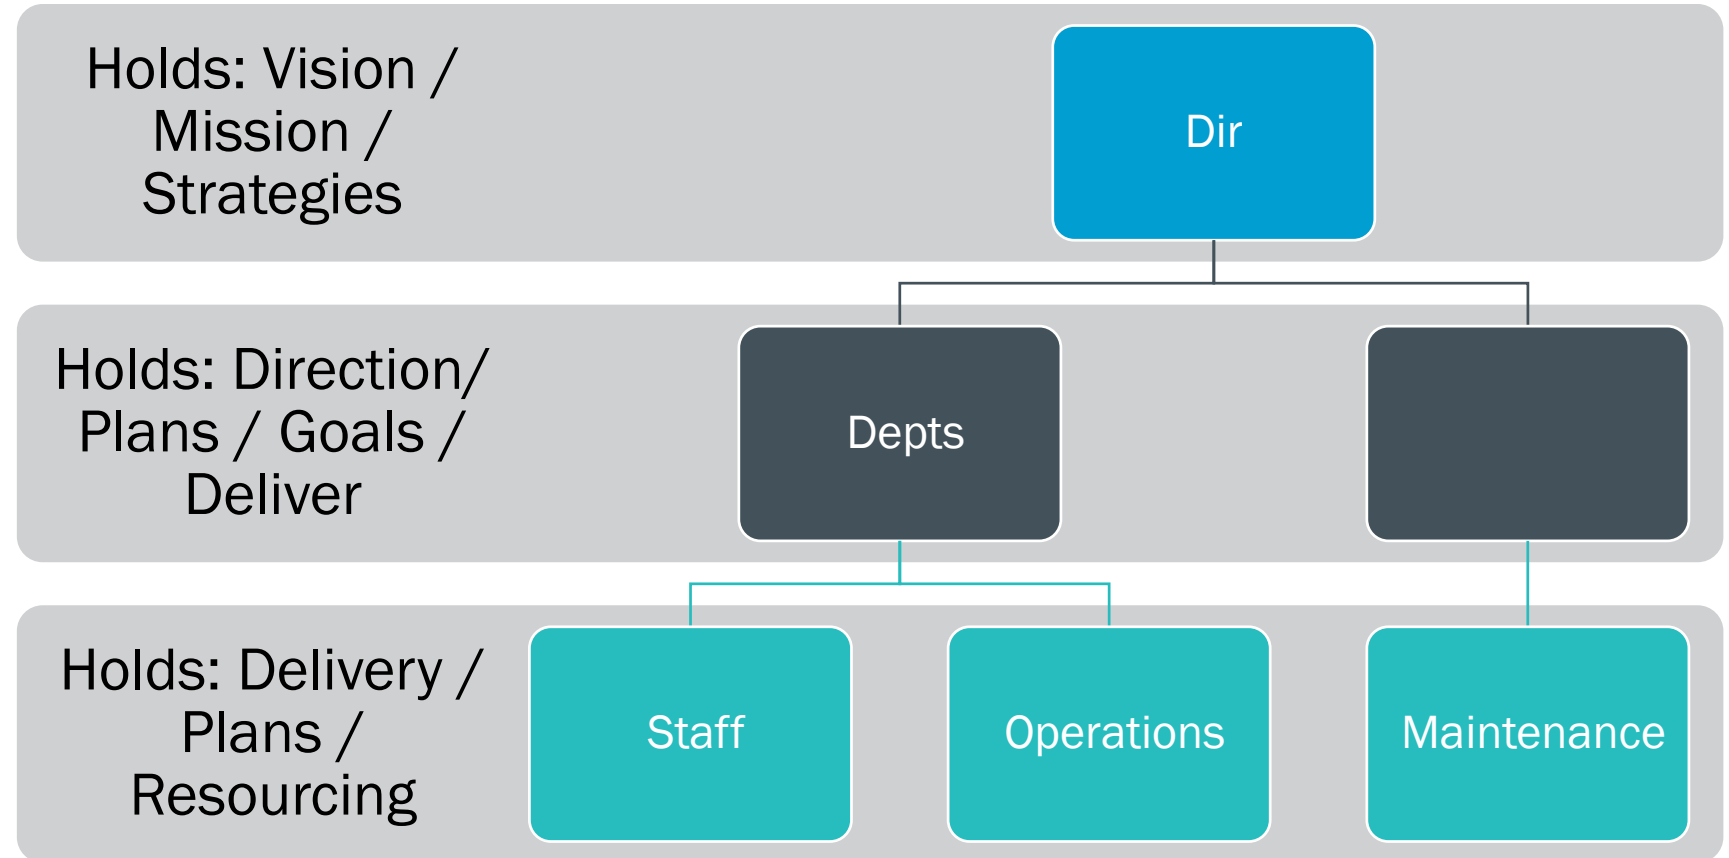 Holds: Vision /
Mission /
Strategies
Dir
Holds: Direction/
Plans / Goals /
Deliver
Depts
Holds: Delivery /
Plans /
Resourcing
Staff
Operations
Maintenance